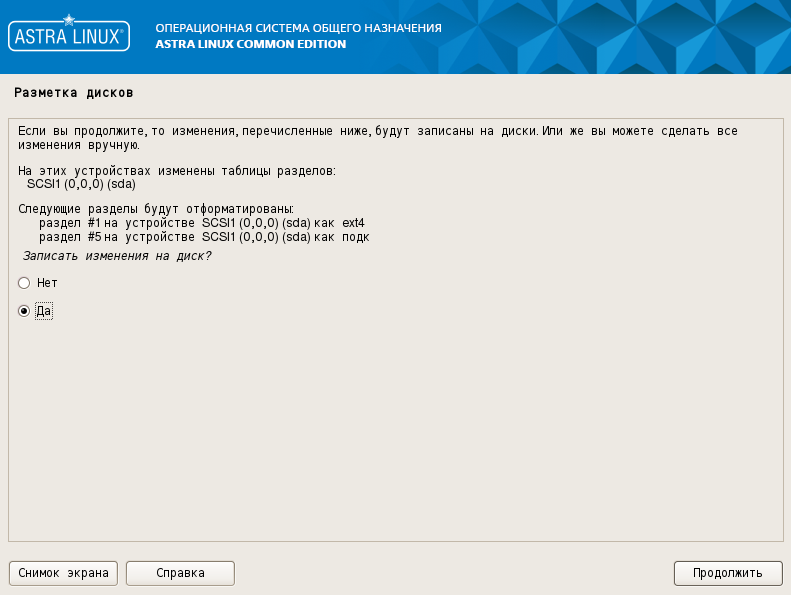 ASTRA LINUX®
ОПЕРАЦИОННАЯ СИСТЕМА ОБЩЕГО НАЗНАЧЕНИЯ
ASTRA LINUX COMMON EDITION
Разметка дисков
Если вы продолжите, то изменения, перечисленные ниже, будут записаны на диски. Или же вы можете сделать все
изменения вручную.
На этих устройствах изменены таблицы разделов:
SCSI1 (0,0,0) (sda)
Следующие разделы будут отформатированы:
раздел #1 на устройстве SCSI1 (0,0,0) (sda) как ext4
раздел #5 на устройстве SCSI1 (0,0,0) (sda) как подк
Записать изменения на диск?
Нет
Да
Снимок экрана
Справка
Продолжить